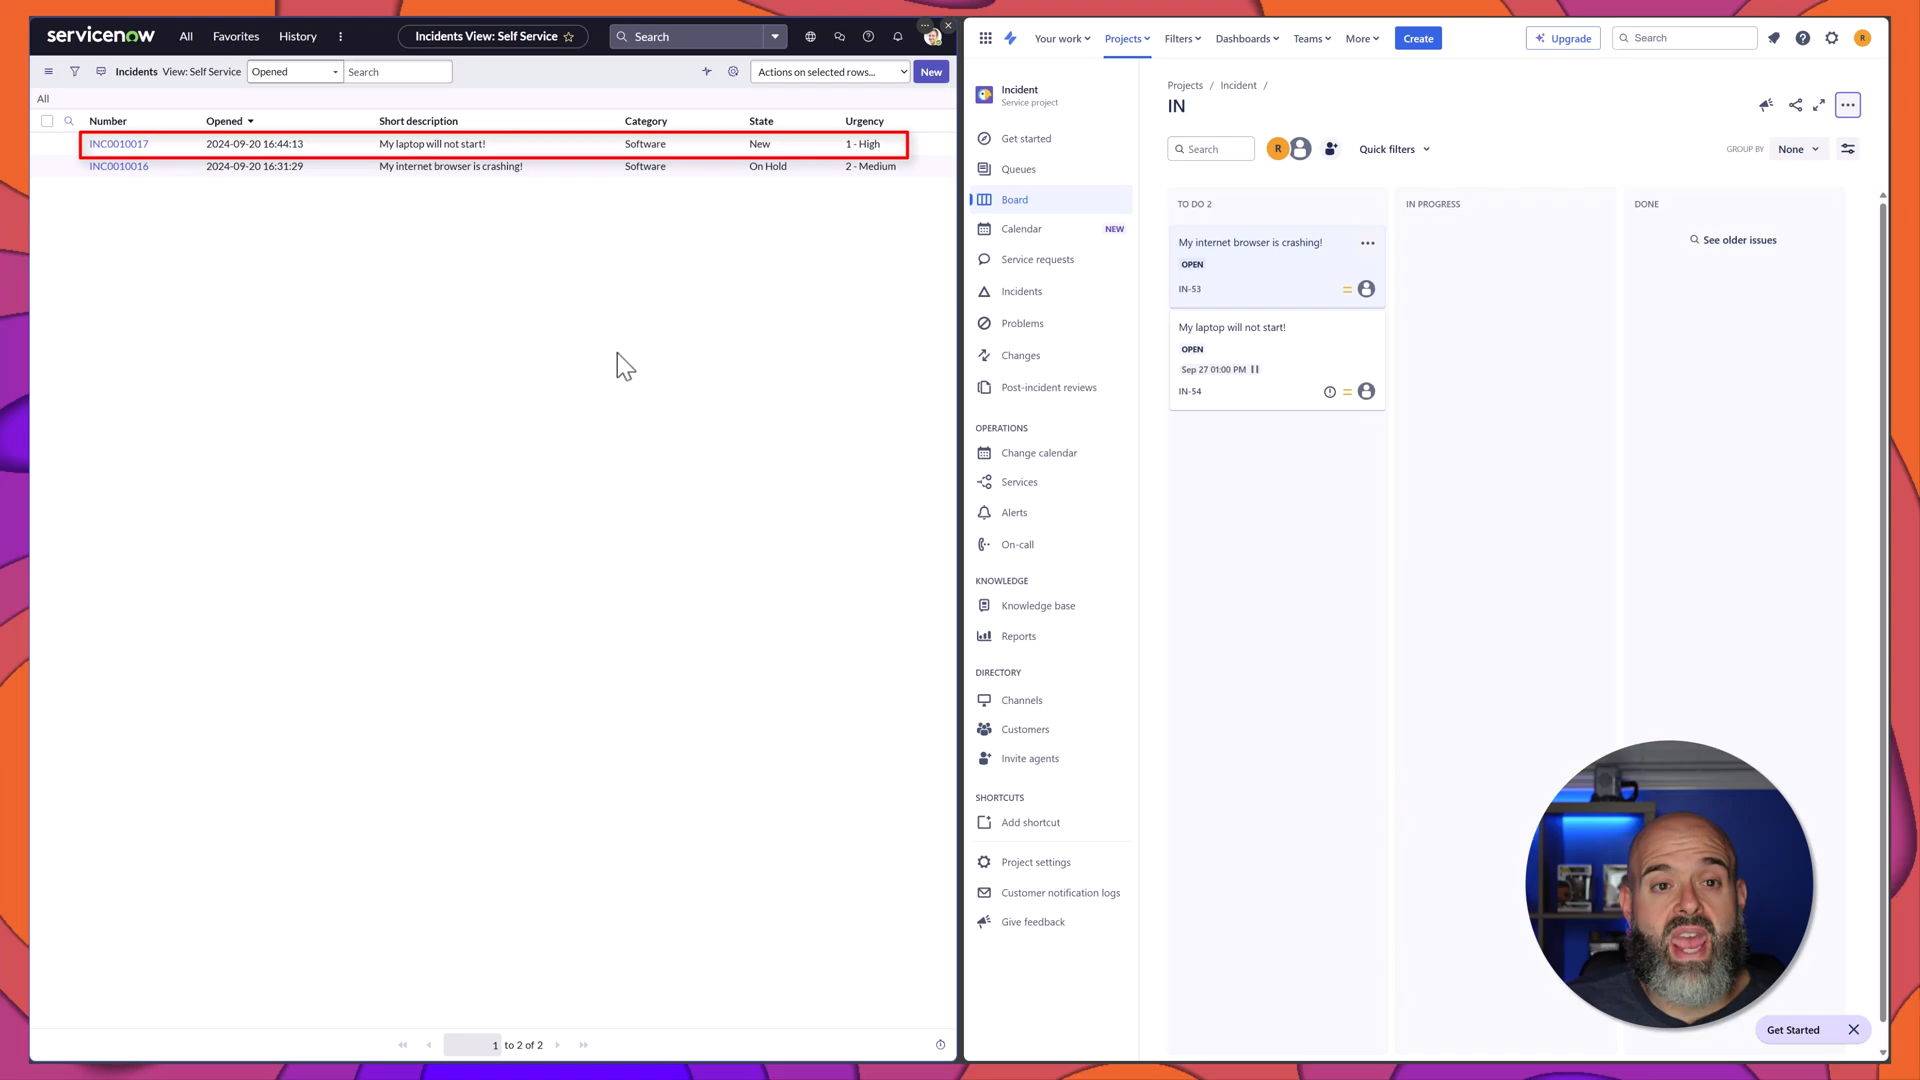 servicenow All Favorites History Incidents View: Self Service Search
Incidents View: Self Service Opened Search Actions on selected rows... New
All
Number Opened Short description Category State Urgency
INC0010017 2024-09-20 16:44:13 My laptop will not start! Software New 1 - High
INC0010016 2024-09-20 16:31:29 My internet browser is crashing! Software On Hold 2 - Medium
1 to 2 of 2
Your work Projects Filters Dashboards Teams More Create Upgrade Search R
Incident
Service project
Get started
Queues
Board
Calendar NEW
Service requests
Incidents
Problems
Changes
Post-incident reviews
OPERATIONS
Change calendar
Services
Alerts
On-call
KNOWLEDGE
Knowledge base
Reports
DIRECTORY
Channels
Customers
Invite agents
SHORTCUTS
Add shortcut
Project settings
Customer notification logs
Give feedback
Projects / Incident /
IN
Search R Quick filters GROUP BY None
TO DO 2
My internet browser is crashing!
OPEN
IN-53
My laptop will not start!
OPEN
Sep 27 01:00 PM
IN-54
IN PROGRESS
DONE
See older issues
Get Started